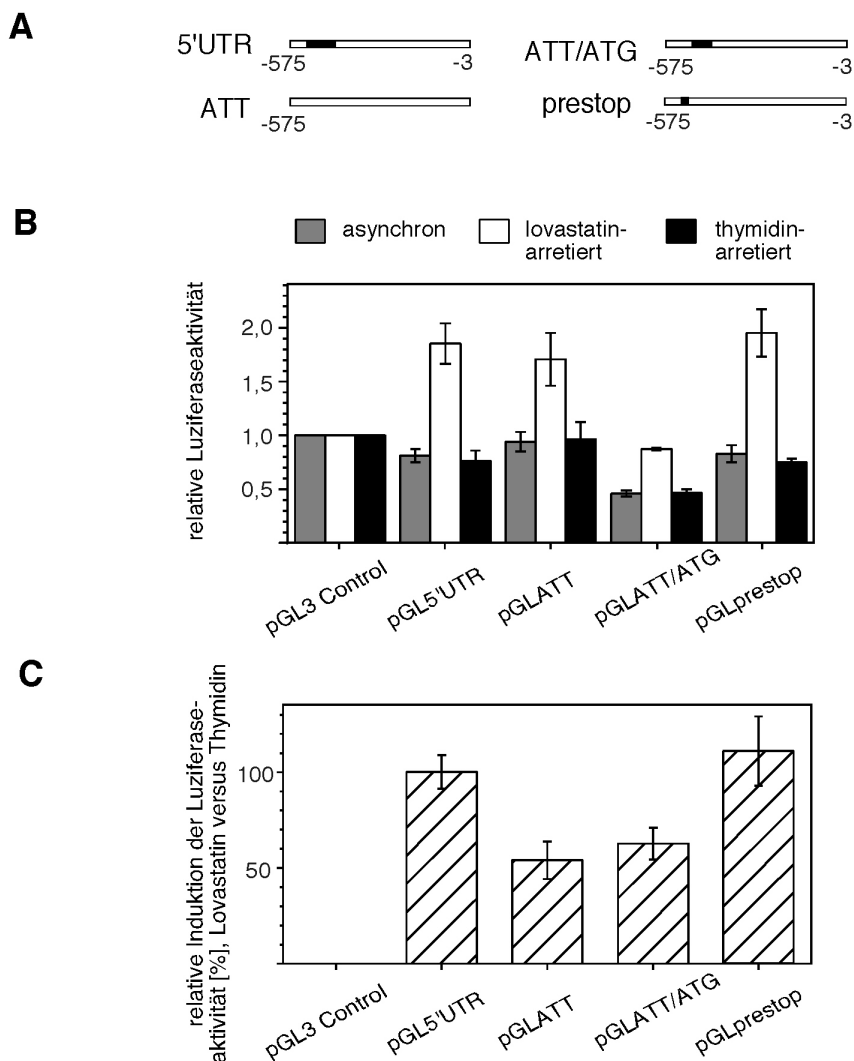 A
5'UTR
-575
-3
ATT/ATG
-575
-3
ATT
-575
prestop
-575
-3
B
asynchron
lovastatin-
arretiert
thymidin-
arretiert
relative Luziferaseaktivität
2,0
1,5
1,0
0,5
pGL3 Control
pGL5'UTR
pGLATT
pGLATT/ATG
pGLprestop
C
relative Induktion der Luziferase-
aktivität [%], Lovastatin versus Thymidin
100
50
pGL3 Control
pGL5'UTR
pGLATT
pGLATT/ATG
pGLprestop